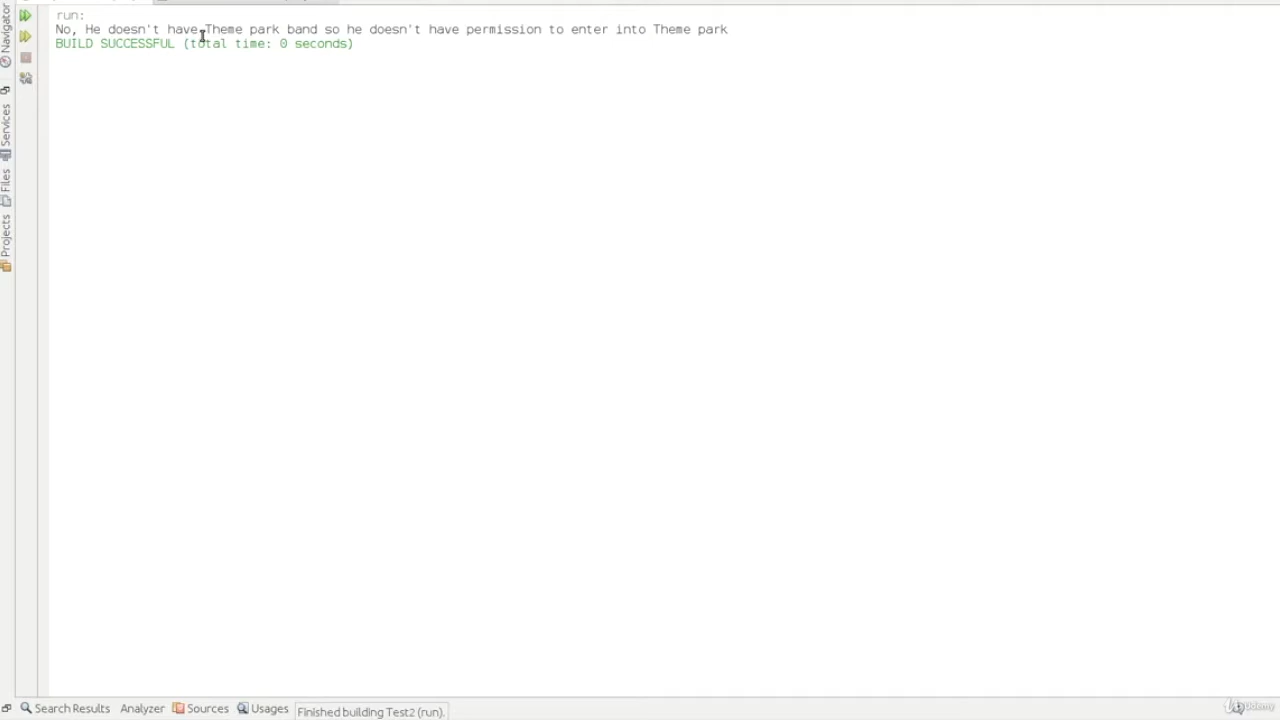 run:
No, He doesn't have Theme park band so he doesn't have permission to enter into Theme park
BUILD SUCCESSFUL (total time: 0 seconds)
Navigator
Services
Files
Projects
Search Results
Analyzer
Sources
Usages
Finished building Test2 (run).
Udemy